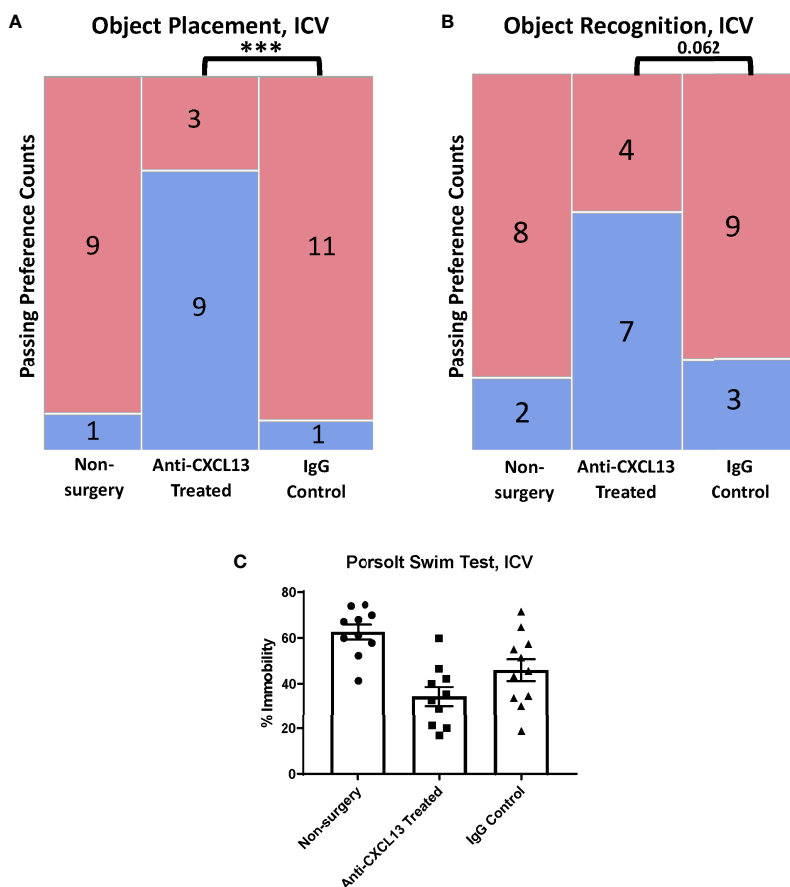 A
Object Placement, ICV
***
Passing Preference Counts
9
3
11
9
1
1
Non-
surgery
Anti-CXCL13
Treated
IgG
Control
B
Object Recognition, ICV
0.062
Passing Preference Counts
8
4
9
7
2
3
Non-
surgery
Anti-CXCL13
Treated
IgG
Control
C
Porsolt Swim Test, ICV
% Immobility
80
60
40
20
0
Non-surgery
Anti-CXCL13 Treated
IgG Control